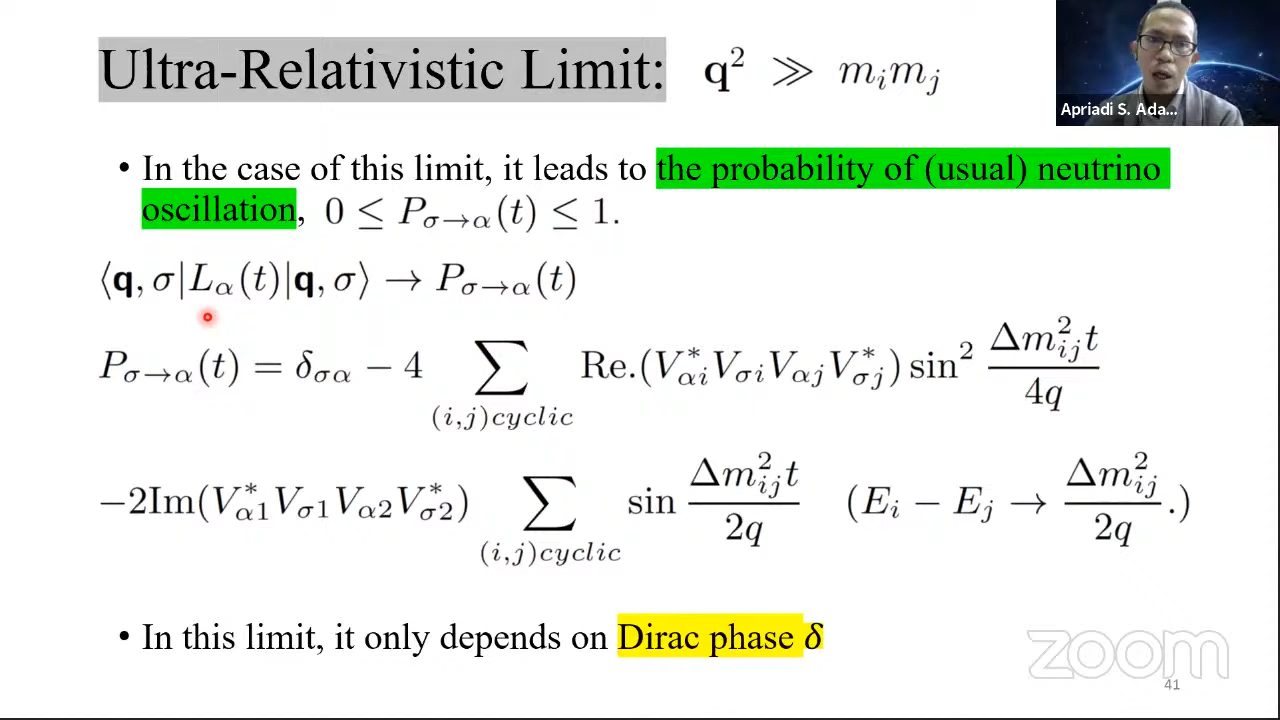 Ultra-Relativistic Limit: q² ≫ mᵢmⱼ
Apriadi S. Ada...
• In the case of this limit, it leads to the probability of (usual) neutrino
oscillation, 0 ≤ P_{σ→α}(t) ≤ 1.
⟨q, σ|L_α(t)|q, σ⟩ → P_{σ→α}(t)
P_{σ→α}(t) = δ_{σα} − 4 ∑_{(i,j)cyclic} Re.(V*_{αi}V_{σi}V_{αj}V*_{σj}) sin² \frac{Δm²_{ij}t}{4q}
−2Im(V*_{α1}V_{σ1}V_{α2}V*_{σ2}) ∑_{(i,j)cyclic} sin \frac{Δm²_{ij}t}{2q} (E_i − E_j → \frac{Δm²_{ij}}{2q}.)
• In this limit, it only depends on Dirac phase δ
zoom
41